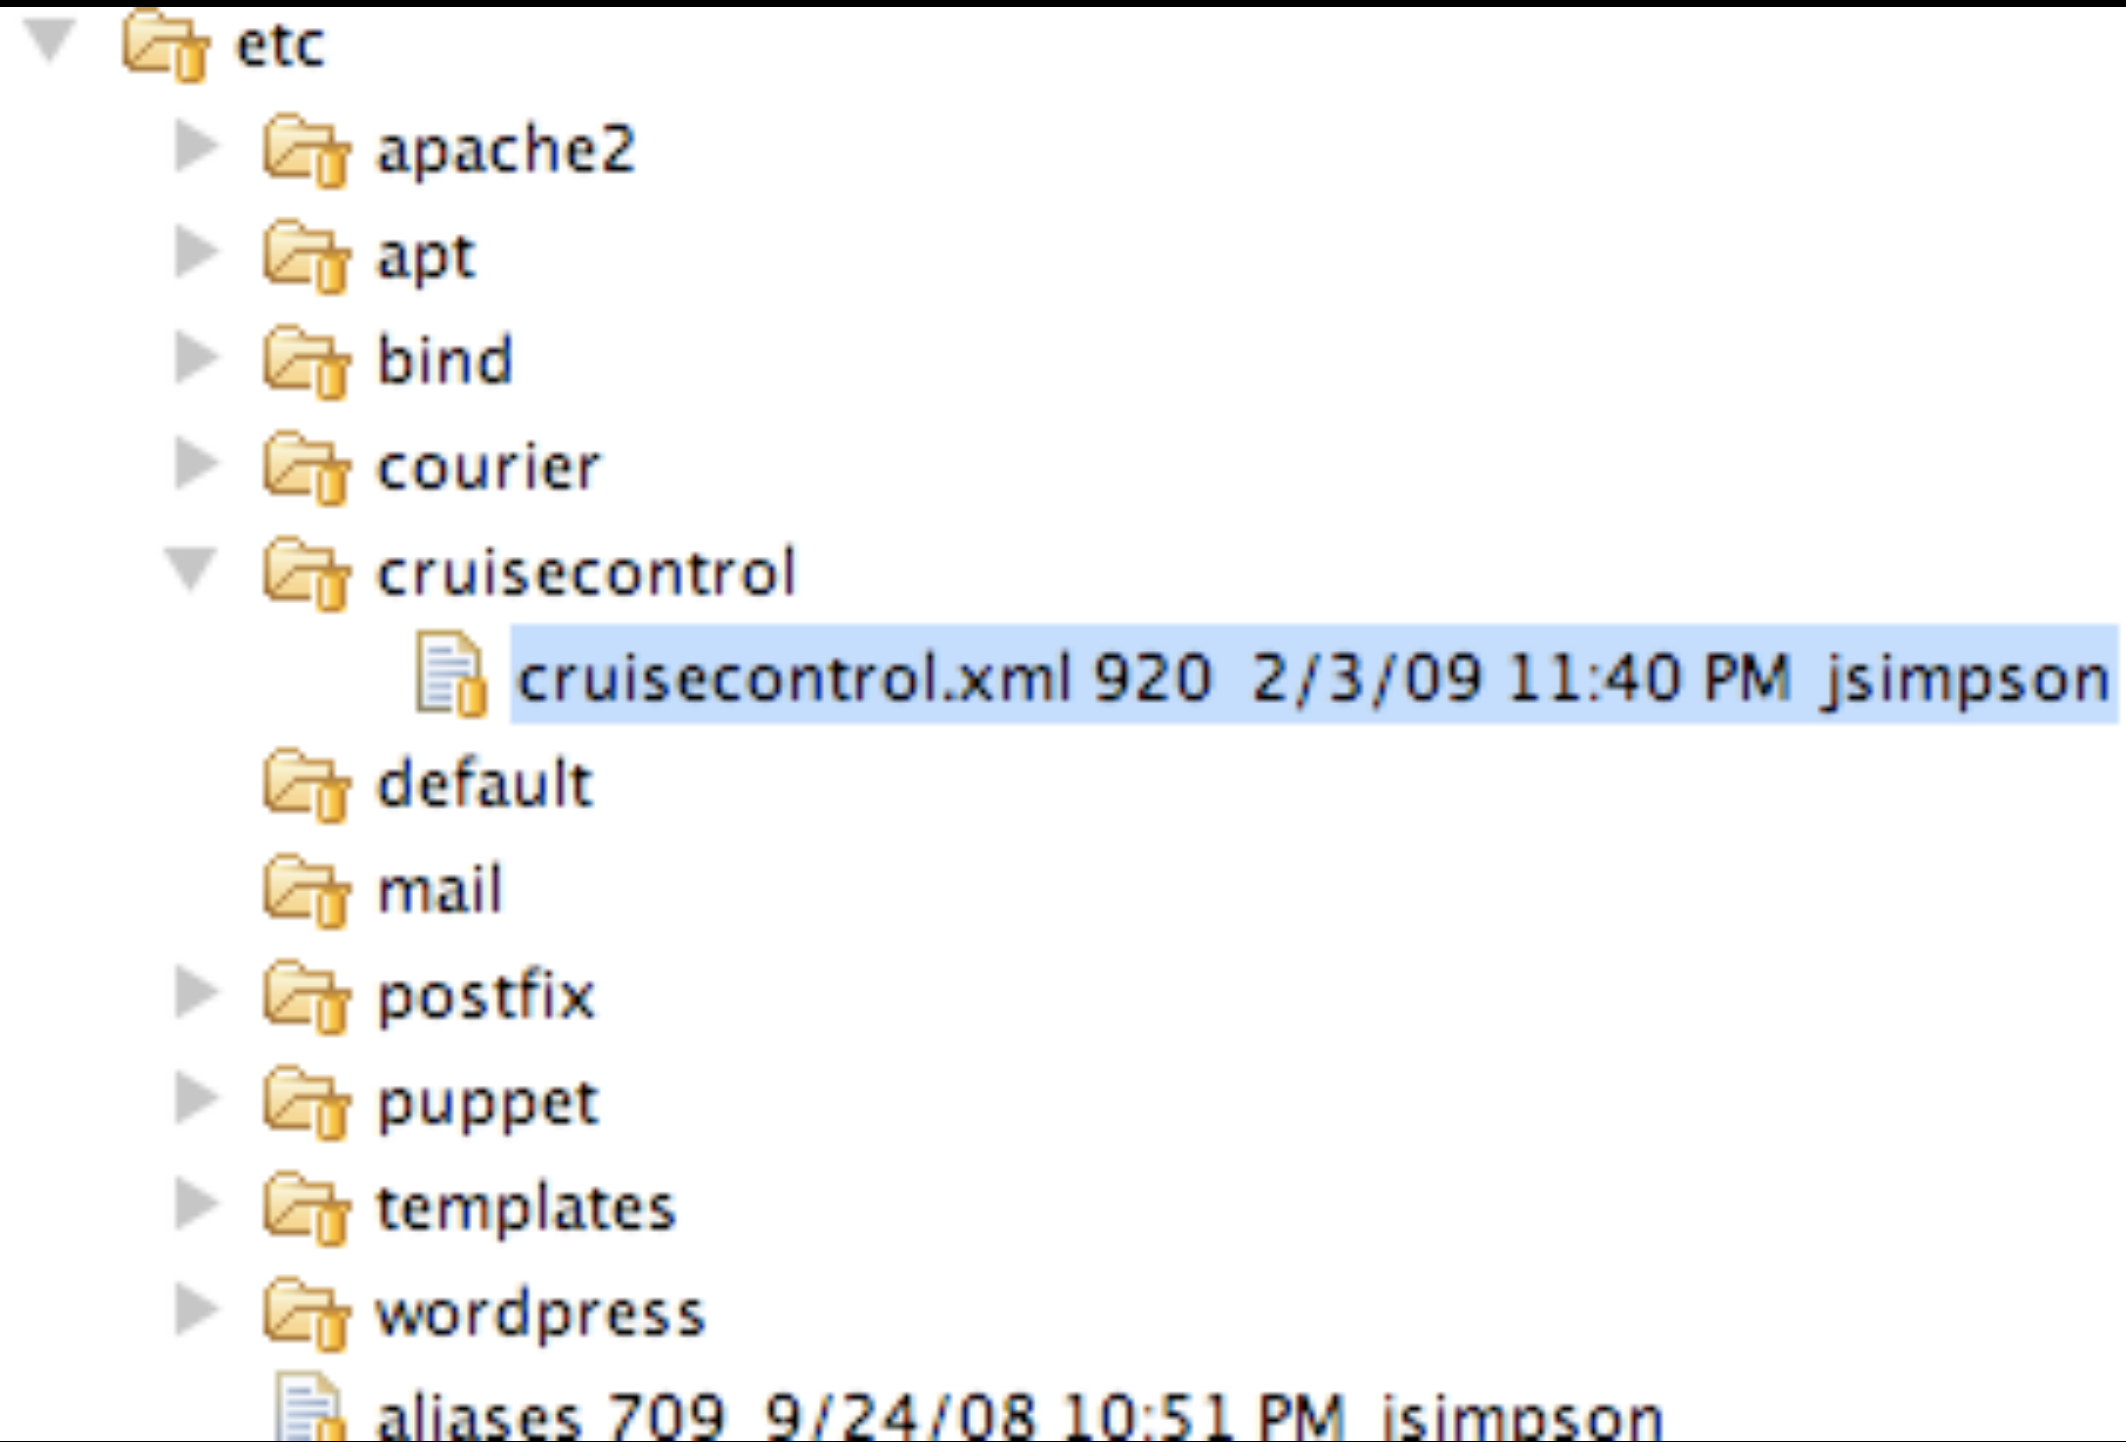 etc
apache2
apt
bind
courier
cruisecontrol
cruisecontrol.xml 920 2/3/09 11:40 PM jsimpson
default
mail
postfix
puppet
templates
wordpress
aliases 709 9/24/08 10:51 PM jsimpson